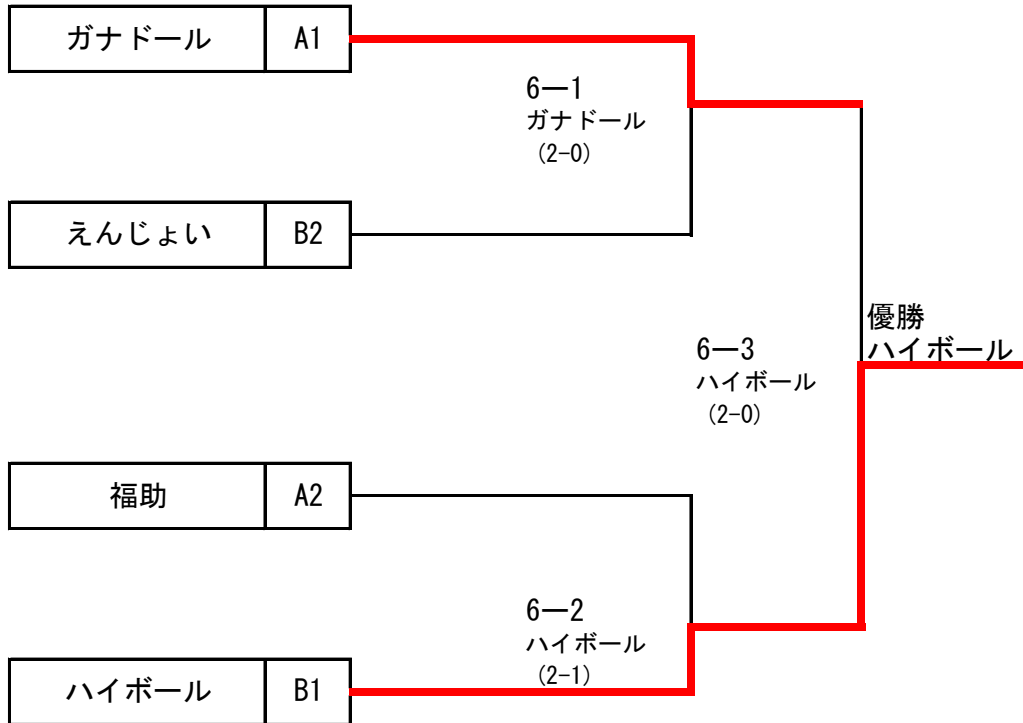 ガナドール A1
6―1
ガナドール
(2-0)
えんじょい B2
優勝
ハイボール
6―3
ハイボール
(2-0)
福助 A2
6―2
ハイボール
(2-1)
ハイボール B1